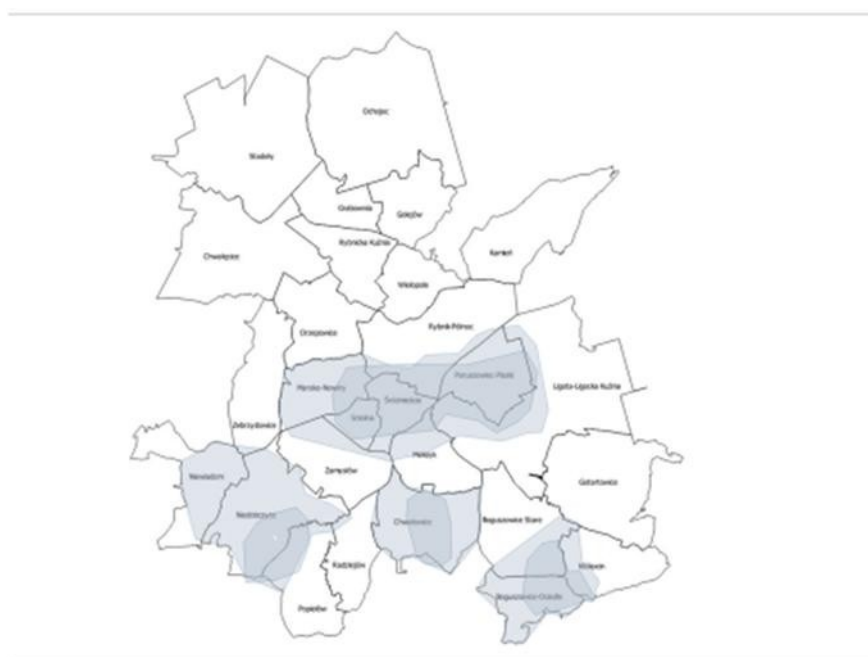 Ochojec
Stodoły
Grabownia
Golejów
Rybnicka Kuźnia
Chwałęcice
Kamień
Wielopole
Orzepowice
Rybnik-Północ
Maroko-Nowiny
Paruszowiec-Piaski
Śródmieście
Ligota-Ligocka Kuźnia
Smolna
Zebrzydowice
Meksyk
Zamysłów
Niewiadom
Gotartowice
Niedobczyce
Chwałowice
Boguszowice Stare
Radziejów
Kłokocin
Boguszowice-Osiedle
Popielów